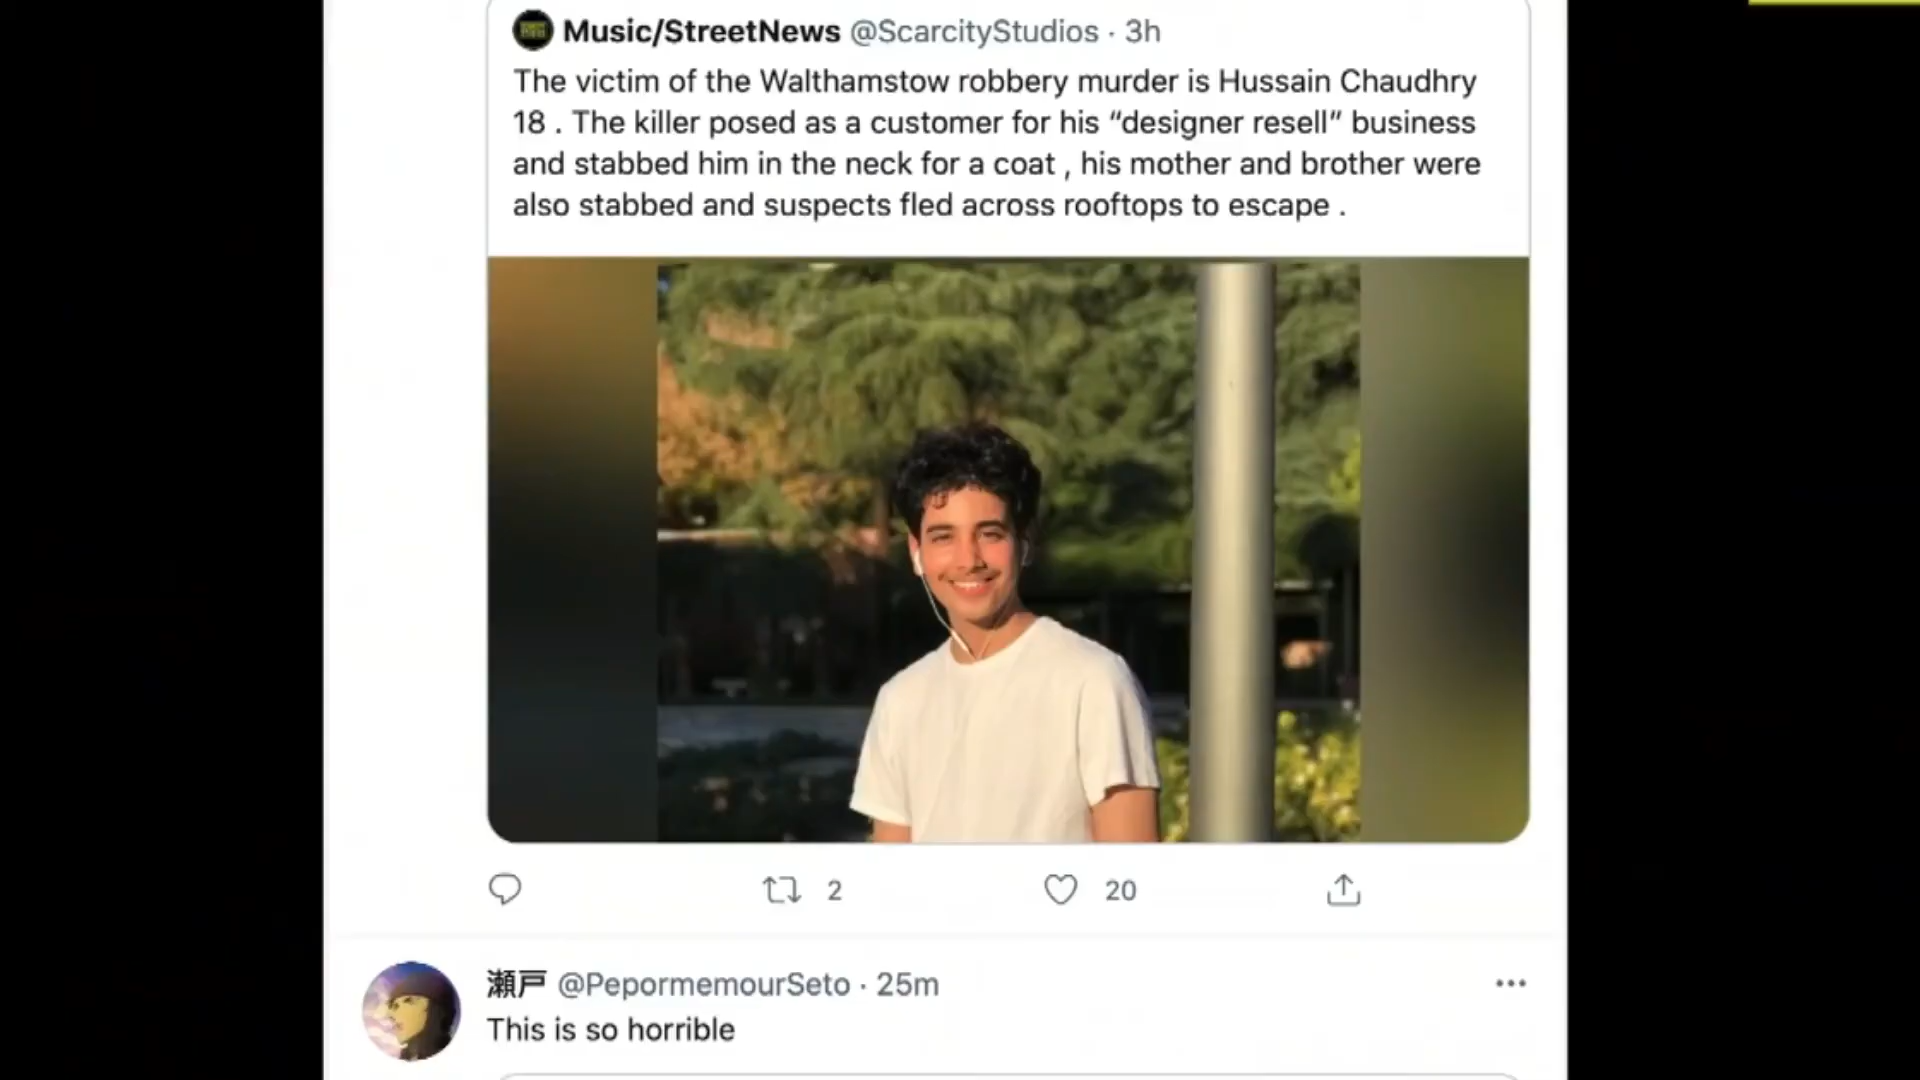 Music/StreetNews @ScarcityStudios · 3h
The victim of the Walthamstow robbery murder is Hussain Chaudhry
18 . The killer posed as a customer for his “designer resell” business
and stabbed him in the neck for a coat , his mother and brother were
also stabbed and suspects fled across rooftops to escape .
2
20
瀬戸 @PepormemourSeto · 25m
This is so horrible